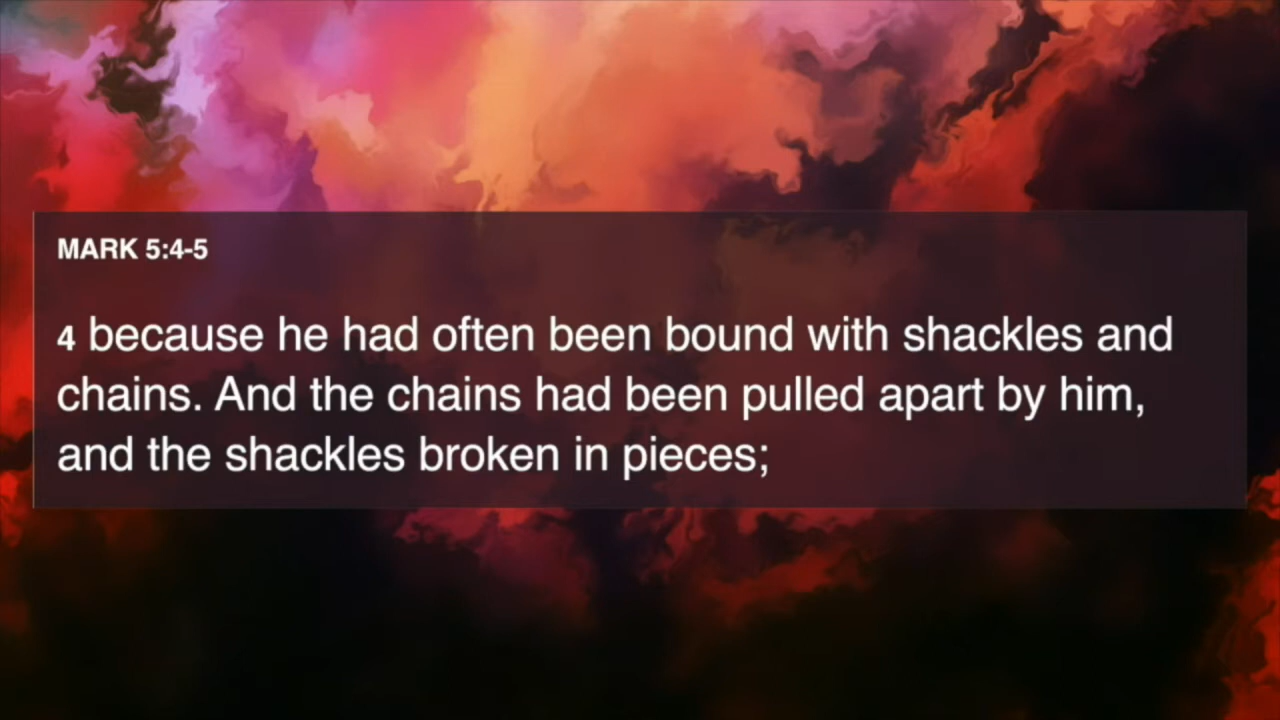 MARK 5:4-5
4 because he had often been bound with shackles and
chains. And the chains had been pulled apart by him,
and the shackles broken in pieces;